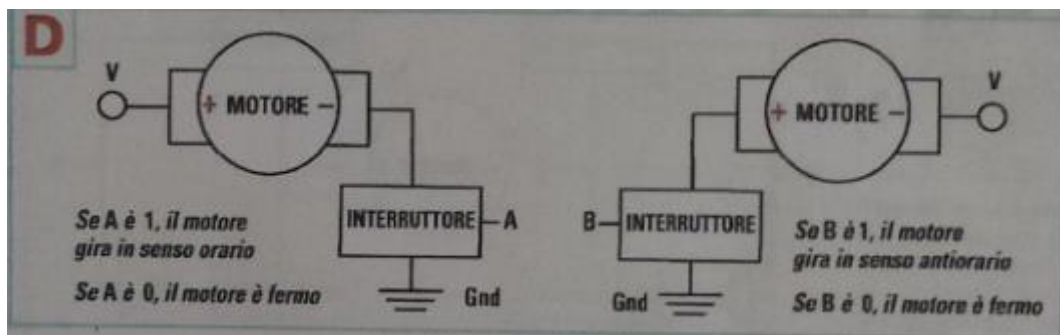 D
V
+ MOTORE -
INTERRUTTORE A
Gnd
Se A è 1, il motore
gira in senso orario
Se A è 0, il motore è fermo
V
+ MOTORE -
B INTERRUTTORE
Gnd
Se B è 1, il motore
gira in senso antiorario
Se B è 0, il motore è fermo